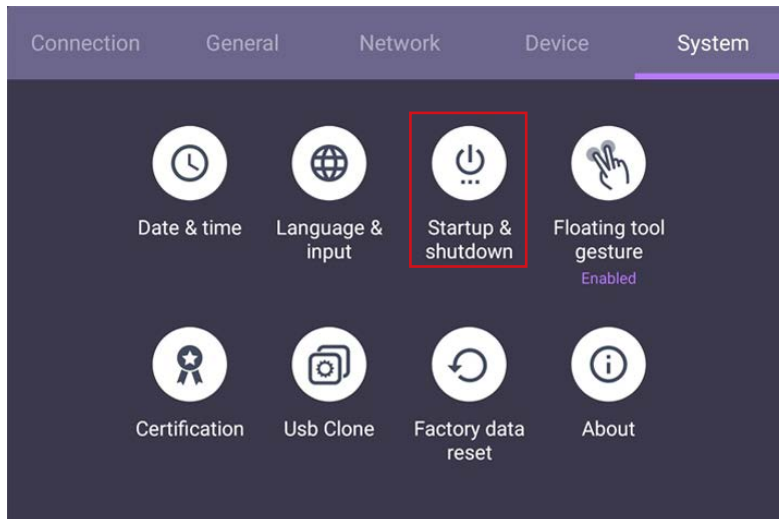 Connection General Network Device System
Date & time
Language &
input
Startup &
shutdown
Floating tool
gesture
Enabled
Certification
Usb Clone
Factory data
reset
About